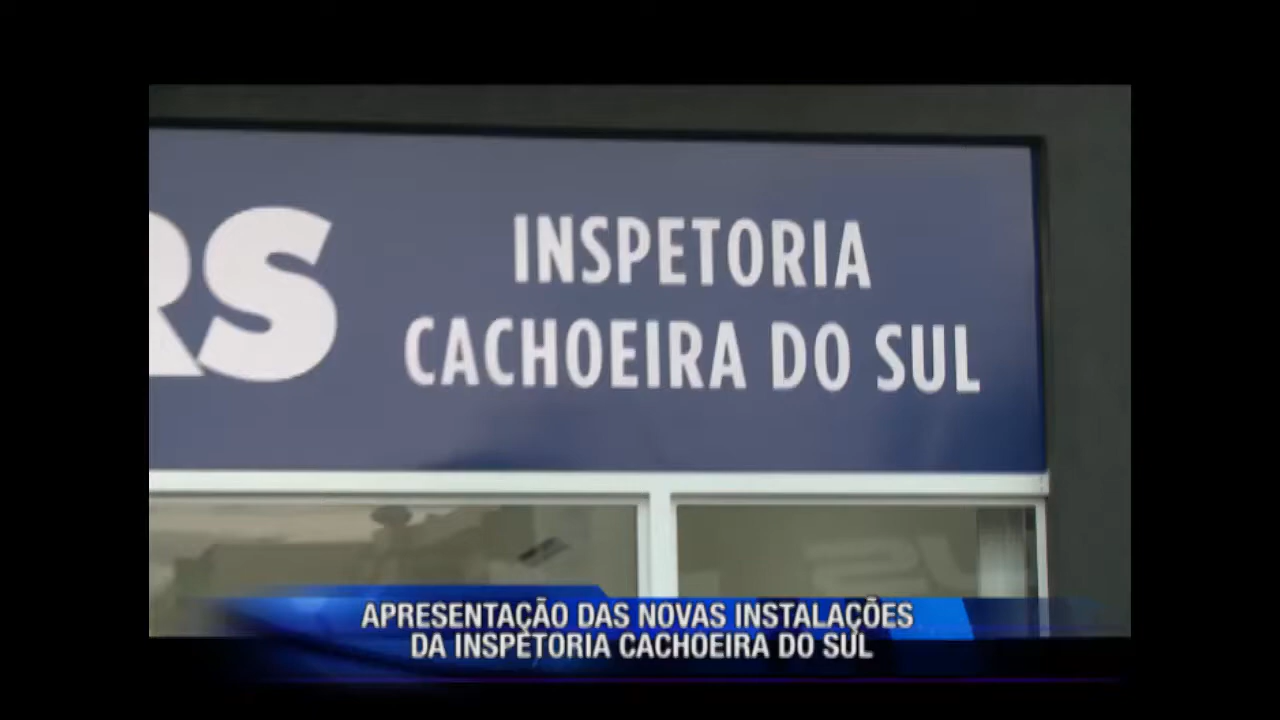 RS
INSPETORIA
CACHOEIRA DO SUL
APRESENTAÇÃO DAS NOVAS INSTALAÇÕES
DA INSPETORIA CACHOEIRA DO SUL